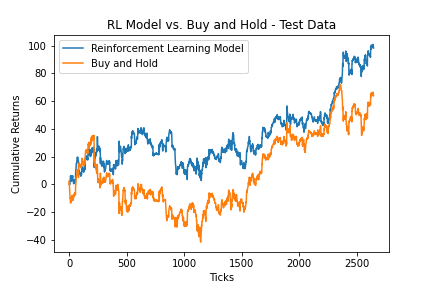 RL Model vs. Buy and Hold - Test Data
Reinforcement Learning Model
Buy and Hold
Cumulative Returns
100
80
60
40
20
0
−20
−40
0
500
1000
1500
2000
2500
Ticks